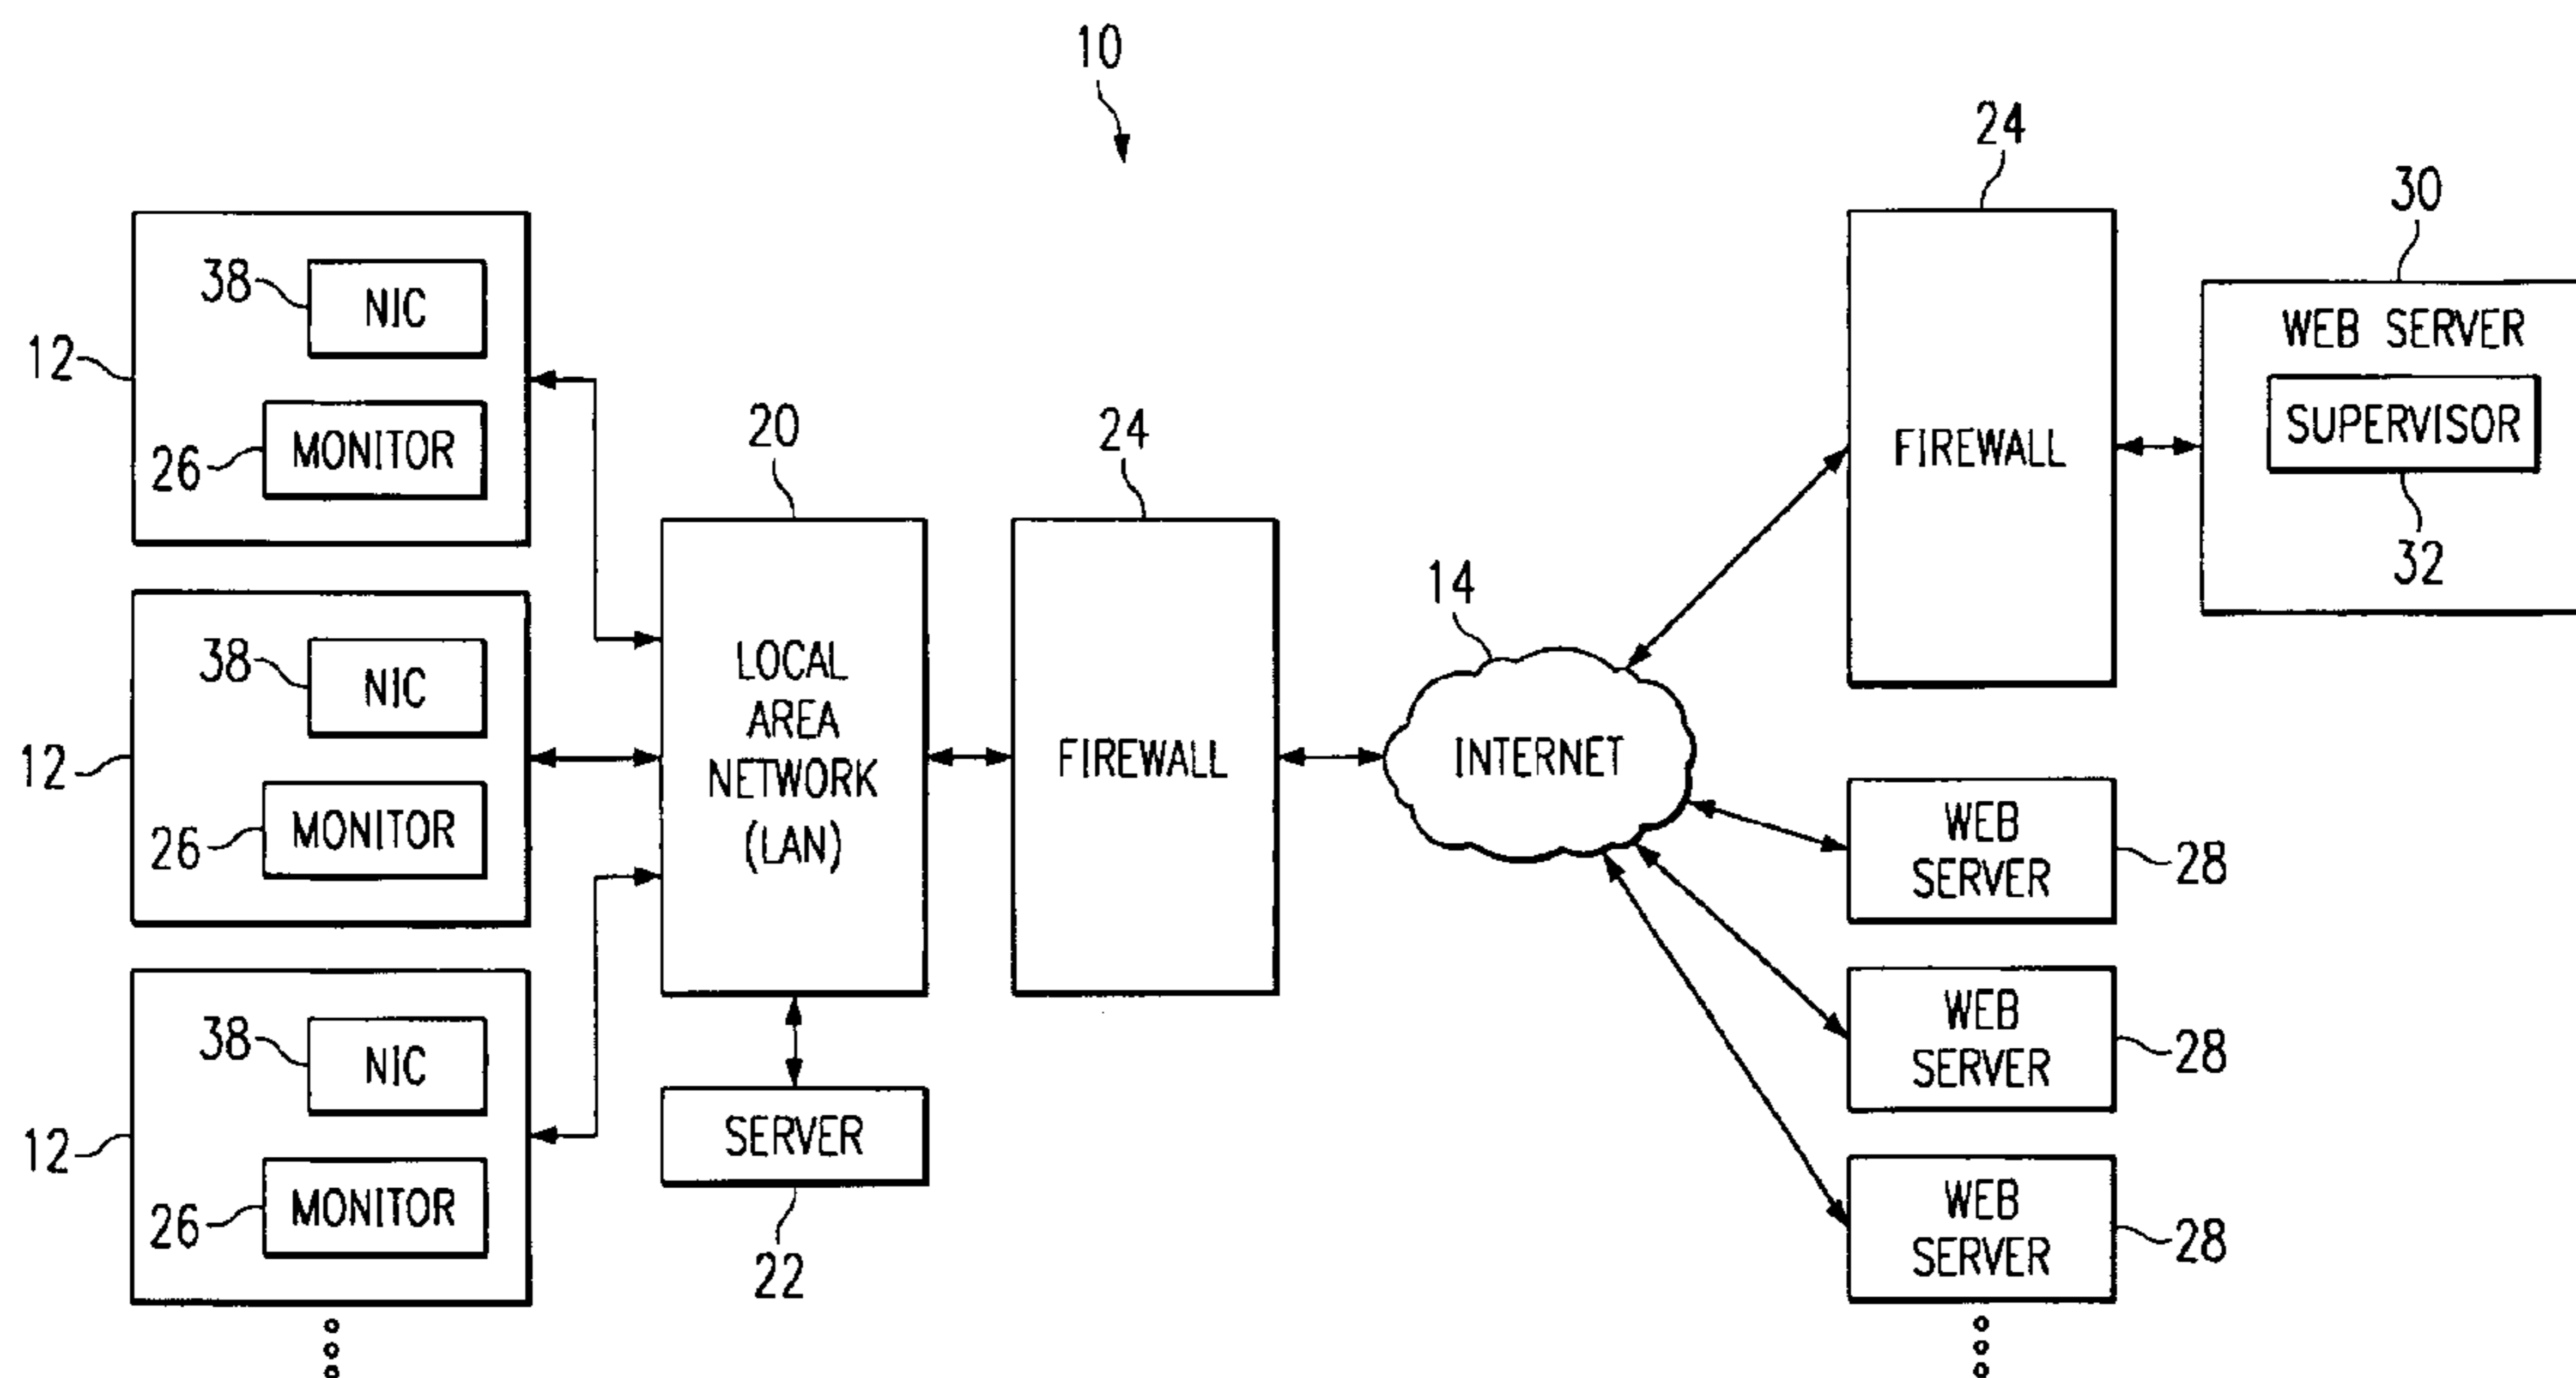 10
24
30
38
NIC
WEB SERVER
12
SUPERVISOR
26
MONITOR
20
24
FIREWALL
32
14
38
NIC
LOCAL
AREA
NETWORK
(LAN)
12
FIREWALL
INTERNET
26
MONITOR
WEB
SERVER
28
38
NIC
WEB
SERVER
28
12
SERVER
26
MONITOR
22
WEB
SERVER
28